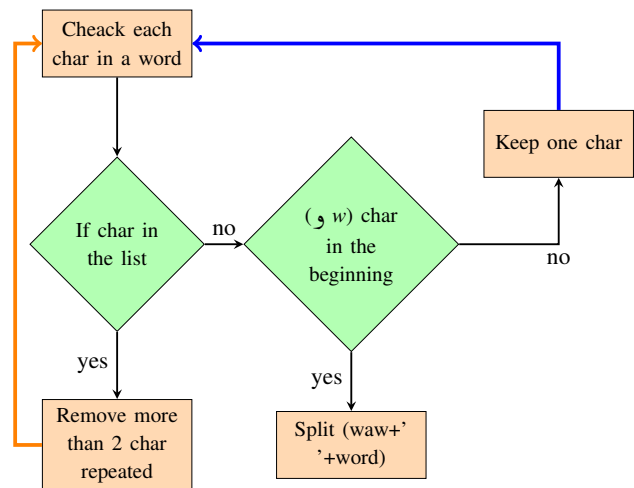 Cheack each
char in a word
Keep one char
If char in
the list
no
(و w) char
in the
beginning
no
yes
yes
Remove more
than 2 char
repeated
Split (waw+'
'+word)